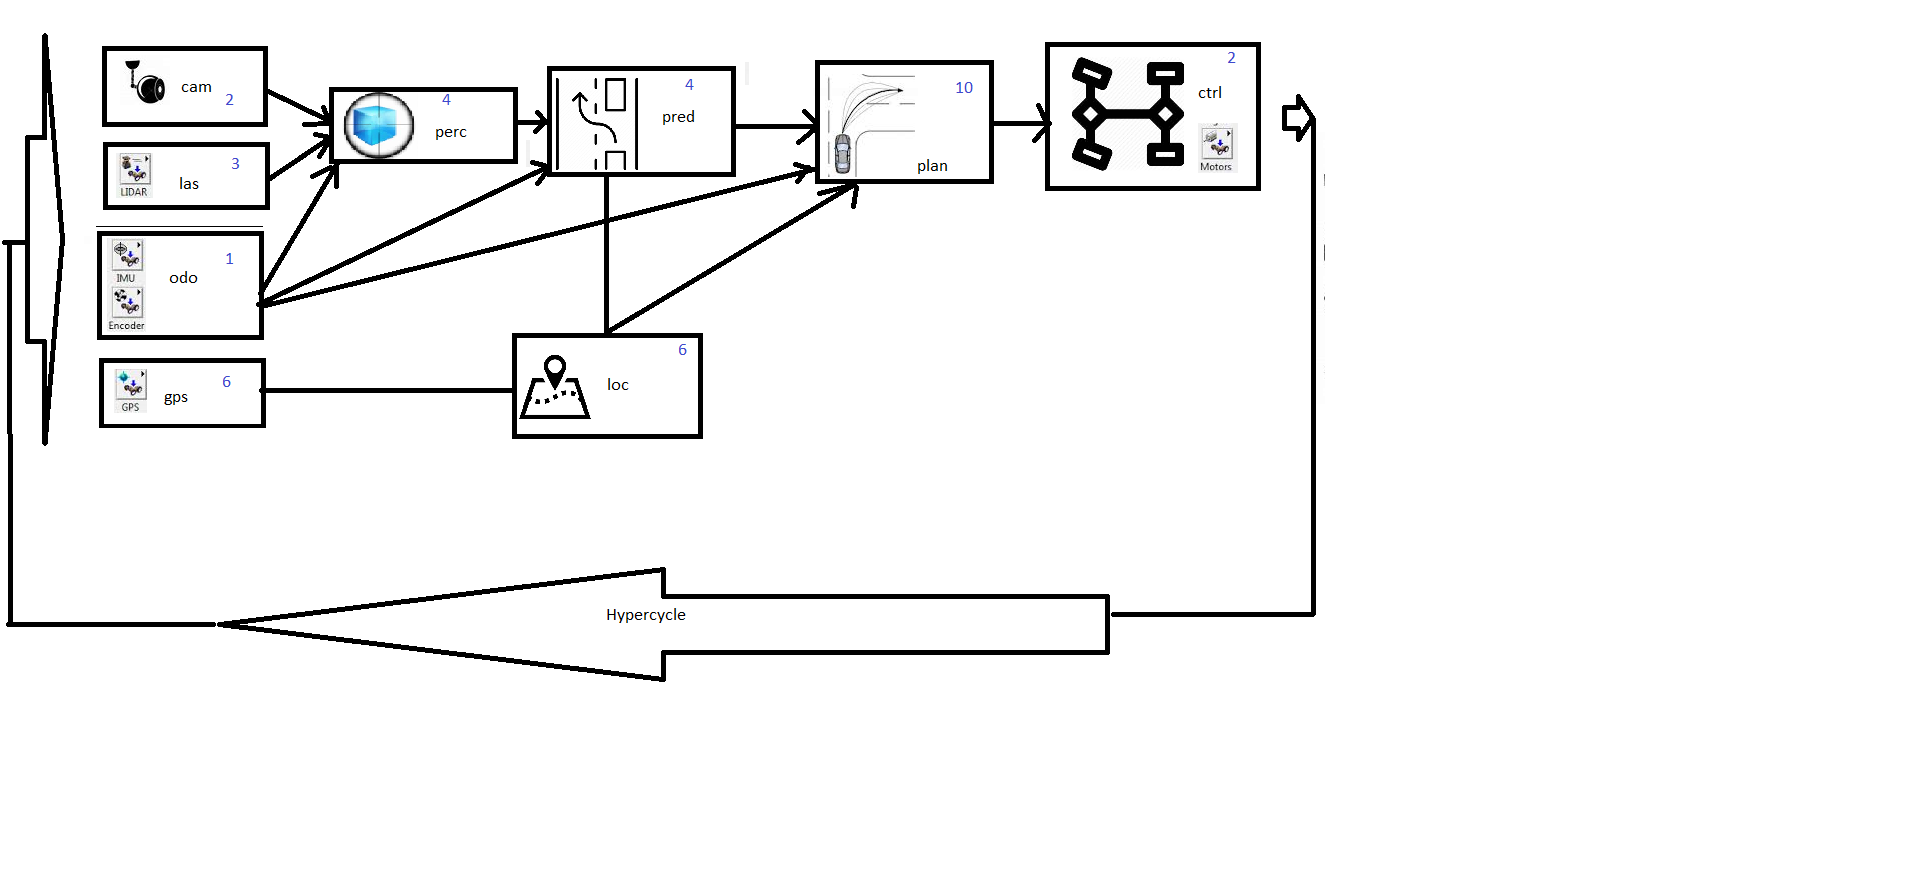 cam
2
4
perc
4
pred
10
plan
2
ctrl
Motors
3
las
LIDAR
1
odo
IMU
Encoder
6
gps
GPS
6
loc
Hypercycle